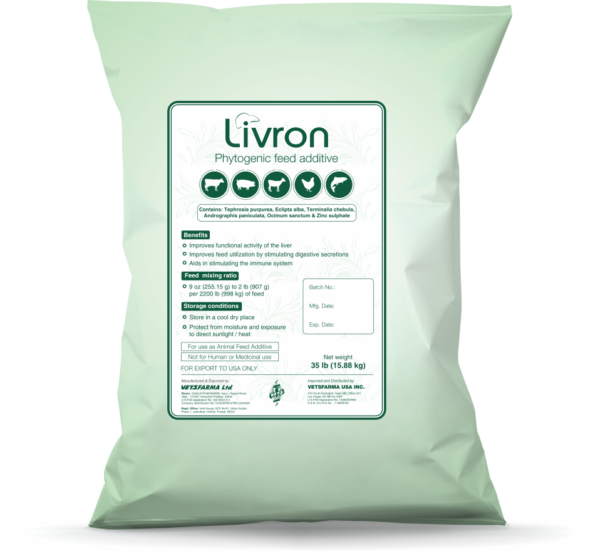 Livron
Phytogenic feed additive
Contains: Tephrosia purpurea, Eclipta alba, Terminalia chebula,
Andrographis paniculata, Ocimum sanctum & Zinc sulphate
Benefits
Improves functional activity of the liver
Improves feed utilization by stimulating digestive secretions
Aids in stimulating the immune system
Feed mixing ratio
9 oz (255.15 g) to 2 lb (907 g)
per 2200 lb (998 kg) of feed
Batch No.:
Mfg. Date:
Exp. Date:
Storage conditions
Store in a cool dry place
Protect from moisture and exposure
to direct sunlight / heat
For use as Animal Feed Additive
Not for Human or Medicinal use
FOR EXPORT TO USA ONLY
Net weight
35 lb (15.88 kg)
Manufactured & Exported by:
VETSFARMA Ltd
Imported and Distributed by:
VETSFARMA USA INC.